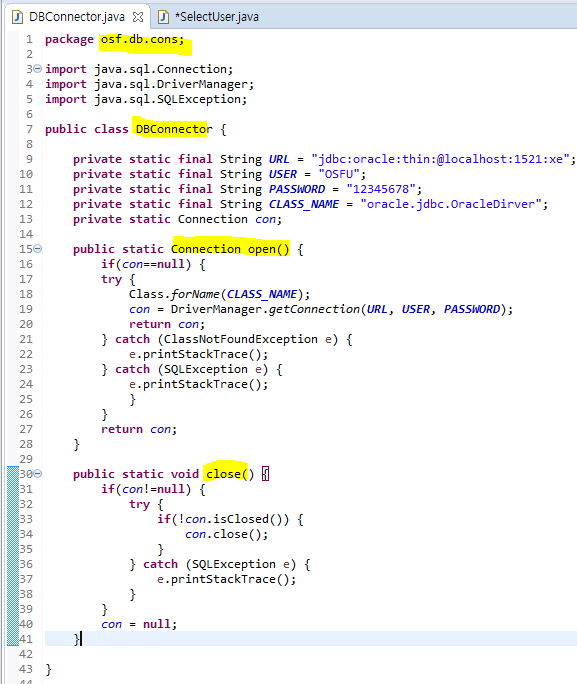 DBConnector.java *SelectUser.java
1 package osf.db.cons;
2
3 import java.sql.Connection;
4 import java.sql.DriverManager;
5 import java.sql.SQLException;
6
7 public class DBConnector {
8
9 private static final String URL = "jdbc:oracle:thin:@localhost:1521:xe";
10 private static final String USER = "OSFU";
11 private static final String PASSWORD = "12345678";
12 private static final String CLASS_NAME = "oracle.jdbc.OracleDirver";
13 private static Connection con;
14
15 public static Connection open() {
16 if(con==null) {
17 try {
18 Class.forName(CLASS_NAME);
19 con = DriverManager.getConnection(URL, USER, PASSWORD);
20 return con;
21 } catch (ClassNotFoundException e) {
22 e.printStackTrace();
23 } catch (SQLException e) {
24 e.printStackTrace();
25 }
26 }
27 return con;
28 }
29
30 public static void close() {
31 if(con!=null) {
32 try {
33 if(!con.isClosed()) {
34 con.close();
35 }
36 } catch (SQLException e) {
37 e.printStackTrace();
38 }
39 }
40 con = null;
41 }
42
43 }